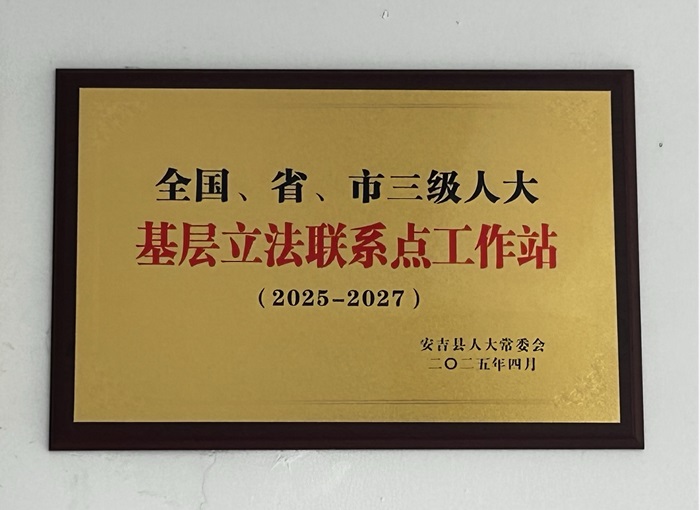 全国、省、市三级人大
基层立法联系点工作站
（2025-2027）
安吉县人大常委会
二〇二五年四月